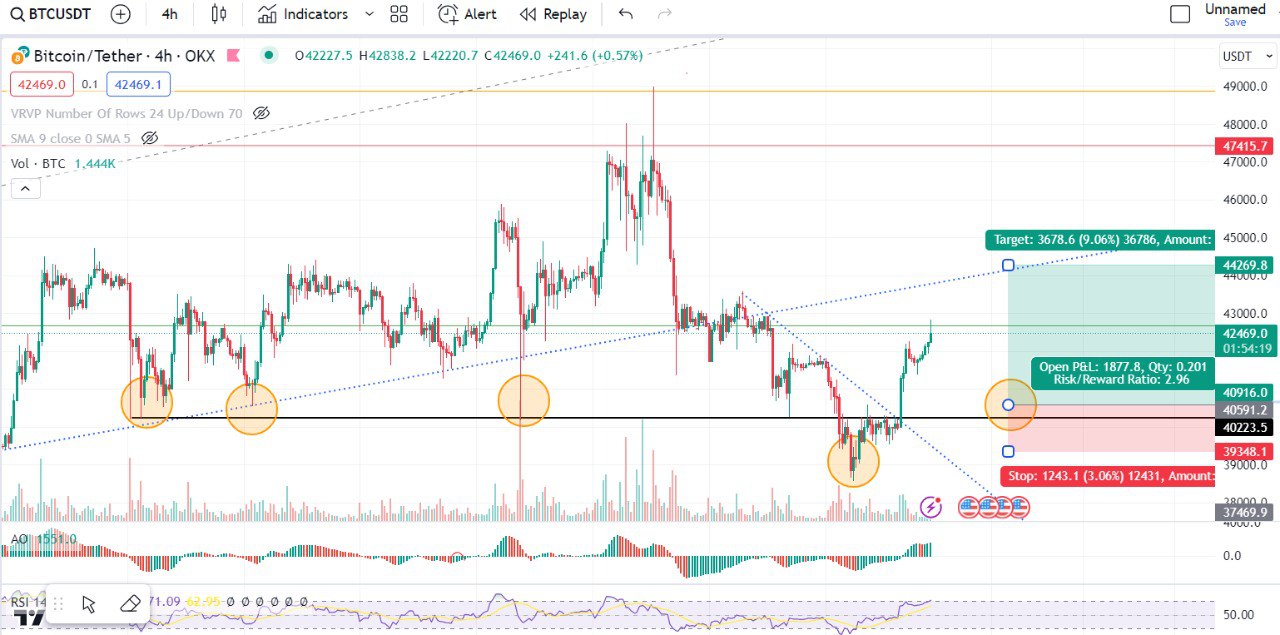 BTCUSDT 4h Indicators Alert Replay Unnamed
Save
Bitcoin/Tether · 4h · OKX O42227.5 H42838.2 L42220.7 C42469.0 +241.6 (+0.57%) USDT
42469.0 0.1 42469.1
VRVP Number Of Rows 24 Up/Down 70
SMA 9 close 0 SMA 5
Vol · BTC 1.444K
49000.0
48000.0
47415.7
47000.0
46000.0
45000.0
Target: 3678.6 (9.06%) 36786, Amount:
44269.8
44000.0
43000.0
42469.0
01:54:19
Open P&L: 1877.8, Qty: 0.201
Risk/Reward Ratio: 2.96
40916.0
40591.2
40223.5
39348.1
39000.0
Stop: 1243.1 (3.06%) 12431, Amount:
38000.0
37469.9
4000.0
AO 1551.0
0.0
RSI 14 71.09 62.95 Ø Ø Ø Ø Ø Ø
50.00